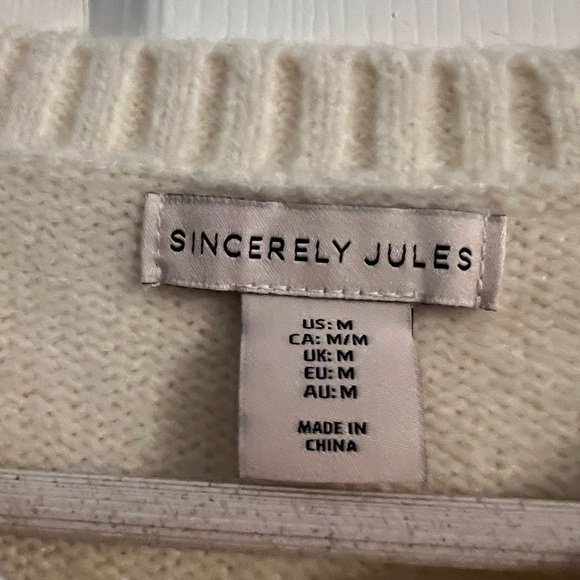 SINCERELY JULES
US: M
CA: M/M
UK: M
EU: M
AU: M
MADE IN
CHINA